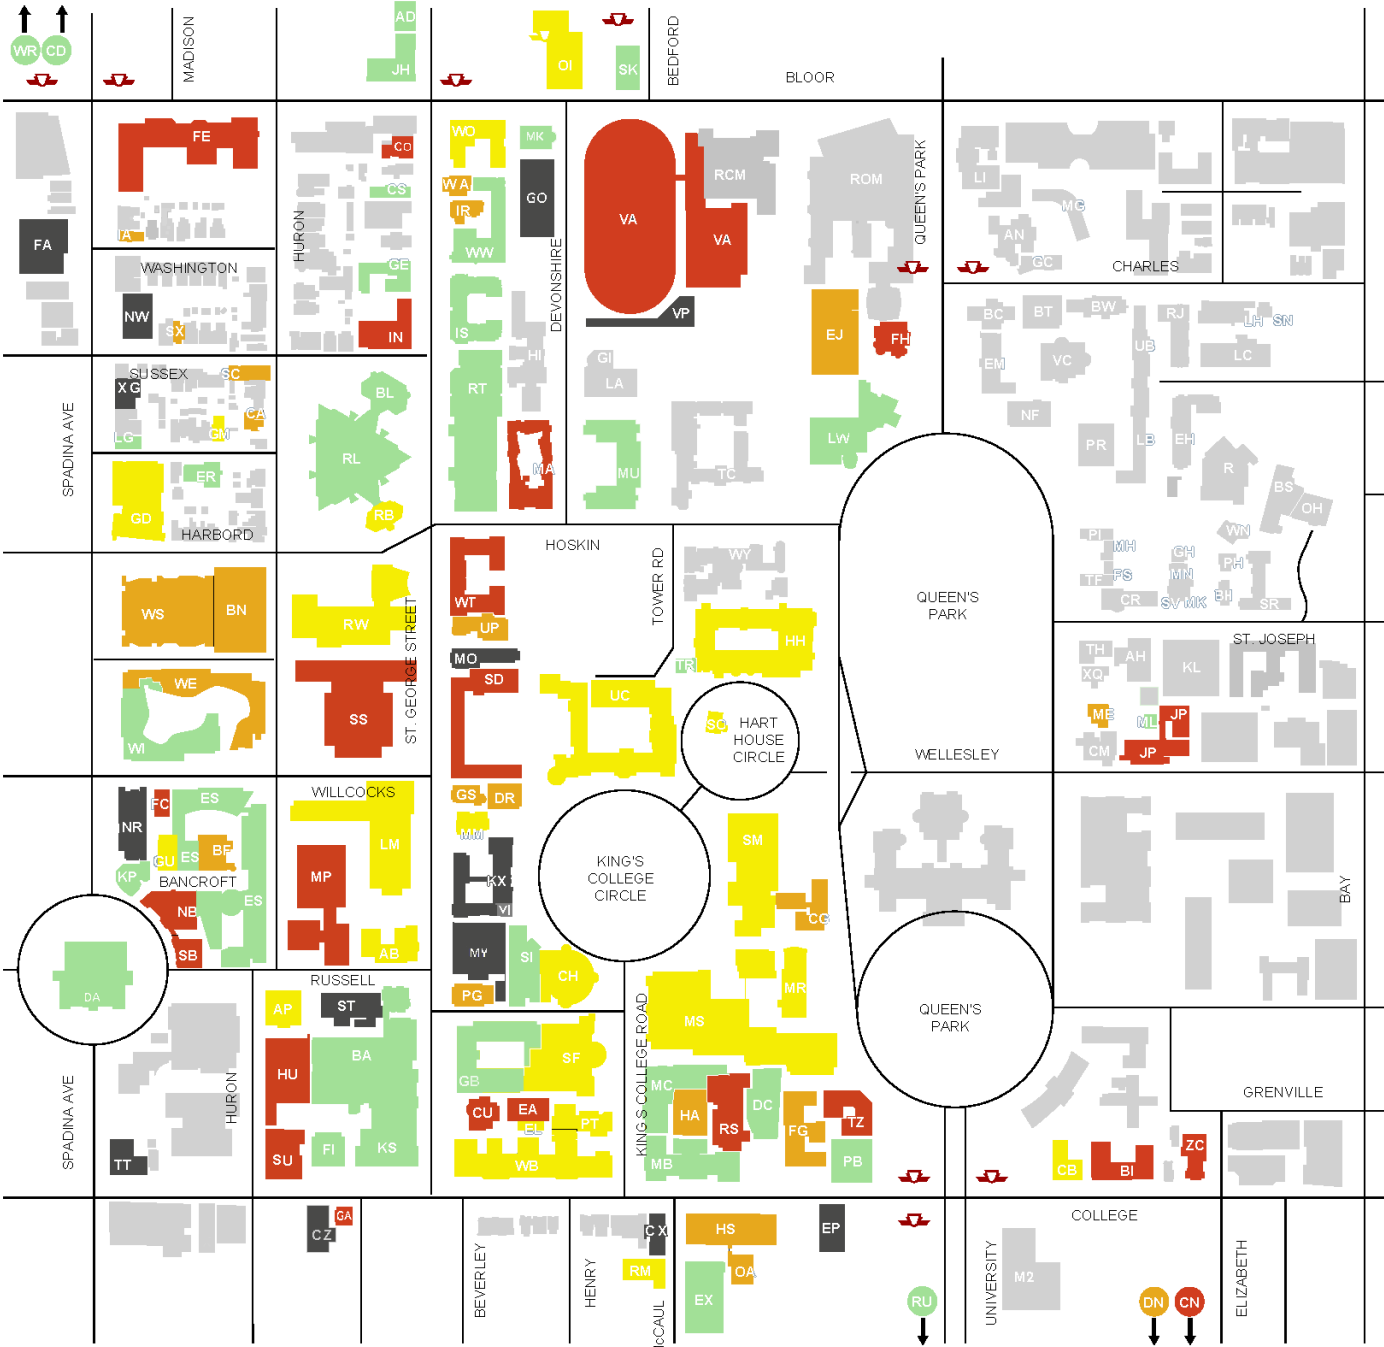 WR CD
MADISON
AD
JH
OI
SK
BEDFORD
BLOOR
FE
CO
WO
MK
RCM
ROM
QUEEN'S PARK
LI
MG
AN
GC
CHARLES
FA
IA
HURON
CS
WA
IR
GO
VA
VA
WW
WASHINGTON
GE
DEVONSHIRE
NW
SX
IN
IS
VP
EJ
FH
HI
GI
LA
BC
BT
BW
RJ
LH SN
UB
LC
EM
VC
SUSSEX
SC
XG
CA
GM
LG
BL
RL
RT
MA
MU
TC
LW
NF
PR
LB
EH
R
BS
OH
SPADINA AVE
GD
ER
HARBORD
RB
HOSKIN
TOWER RD
WY
QUEEN'S
PARK
PI
MH
GH
WN
PH
TF
FS
MN
BH
CR
SV MK
SR
WS
BN
RW
ST. GEORGE STREET
WT
UP
MO
SD
HH
TR
ST. JOSEPH
TH
AH
XQ
KL
WE
WI
SS
UC
SO
HART
HOUSE
CIRCLE
WELLESLEY
ME
ML
JP
CM
JP
NR
FC
ES
WILLCOCKS
GS
DR
MM
LM
SM
GU
ES
BF
KP
BANCROFT
MP
KX
KING'S
COLLEGE
CIRCLE
BAY
NB
ES
VI
CG
SB
AB
MY
SI
CH
DA
RUSSELL
PG
MR
AP
ST
MS
QUEEN'S
PARK
KING'S COLLEGE ROAD
HU
BA
GB
SF
MC
HA
RS
DC
FG
TZ
GRENVILLE
HURON
CU
EA
EL
PT
SPADINA AVE
TT
SU
FI
KS
WB
MB
PB
CB
BI
ZC
CZ
GA
CX
HS
EP
COLLEGE
BEVERLEY
HENRY
RM
OA
EX
McCAUL
RU
UNIVERSITY
M2
DN
CN
ELIZABETH